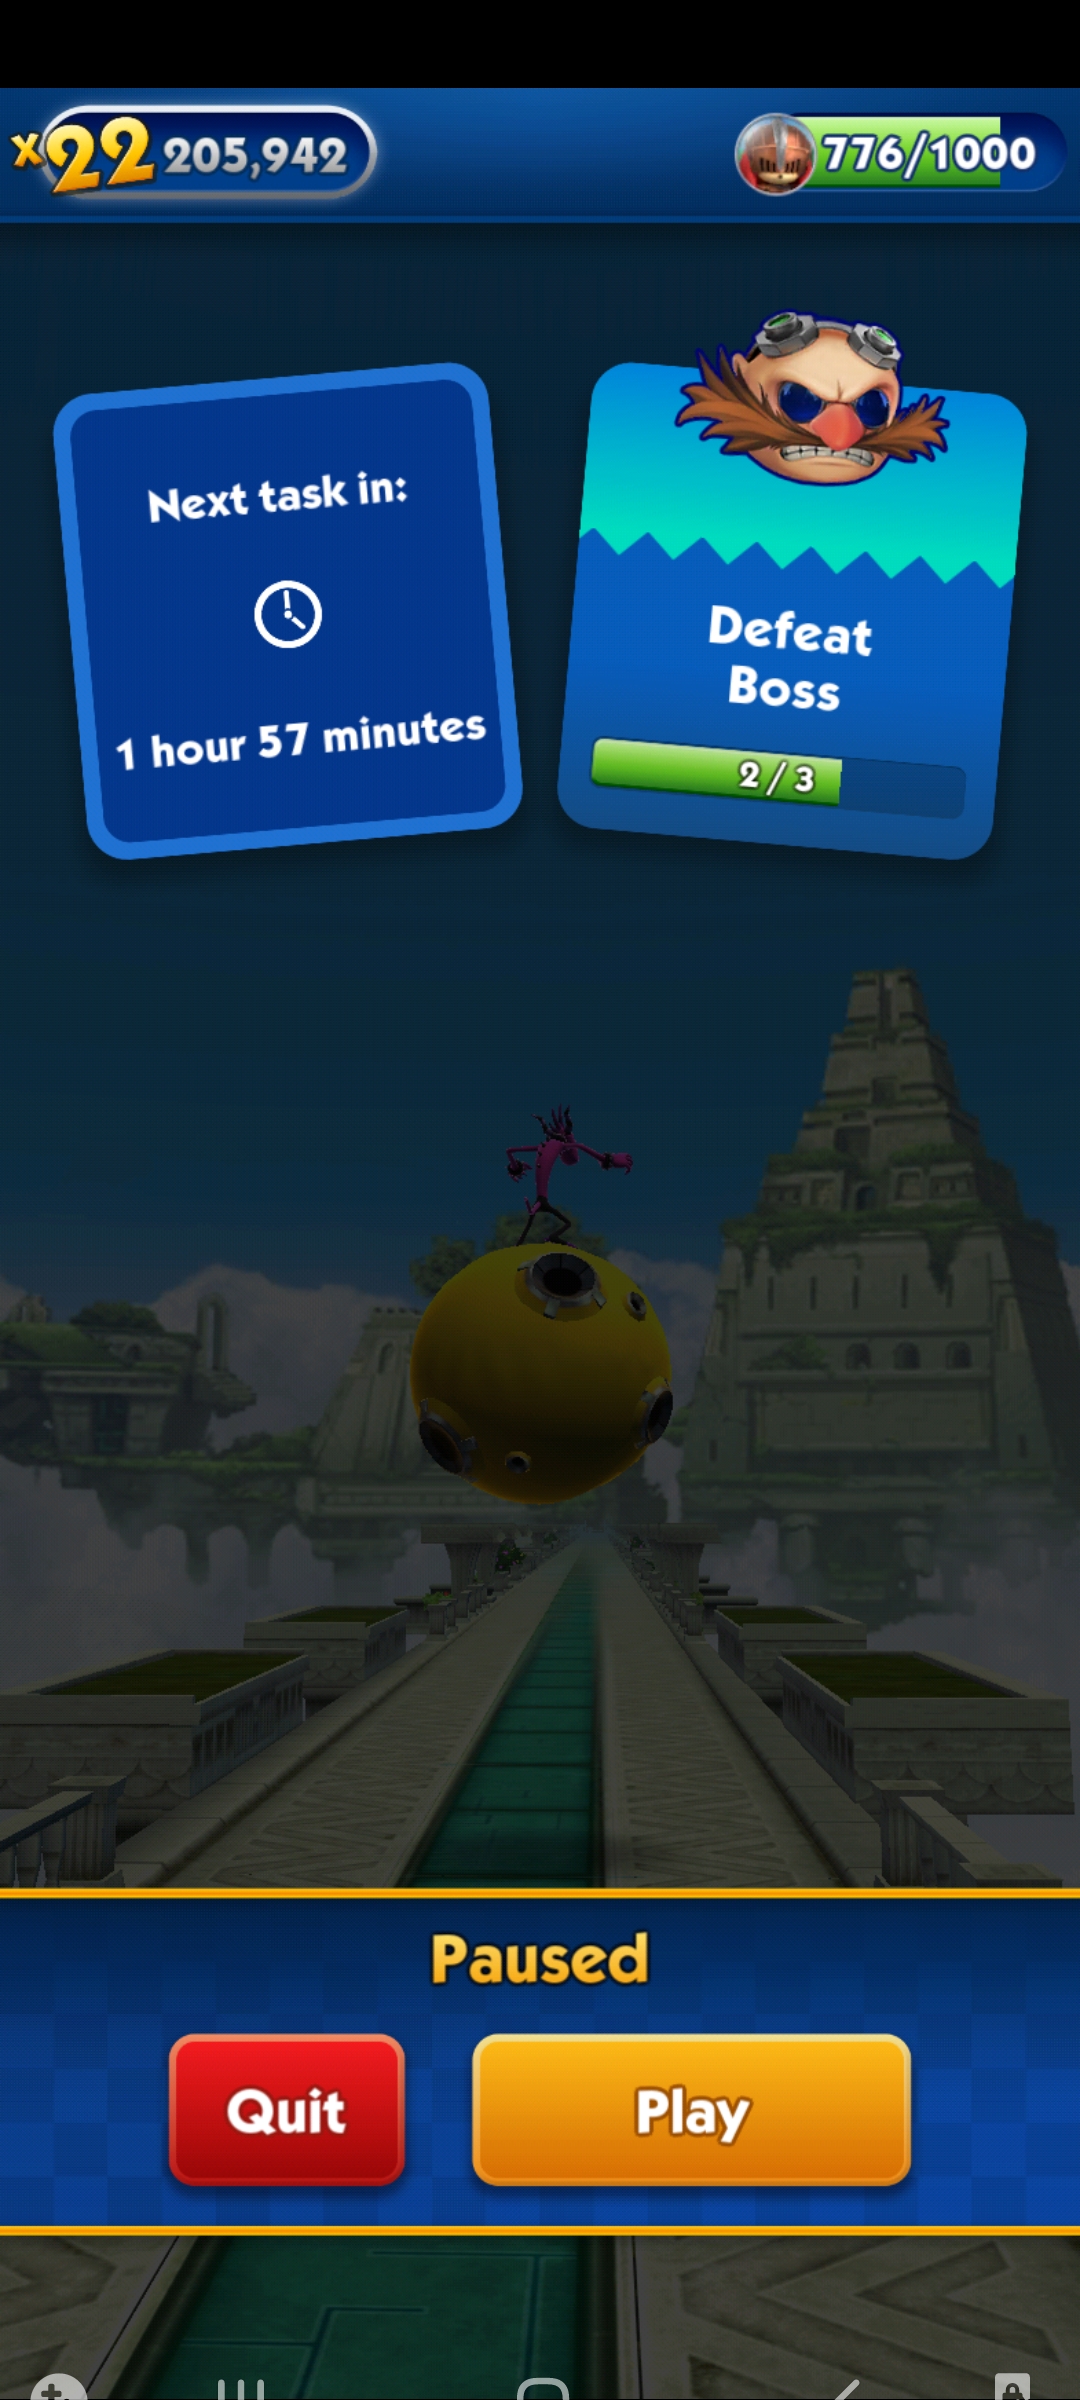 x22 205,942
776/1000
Next task in:
1 hour 57 minutes
Defeat
Boss
2/3
Paused
Quit
Play